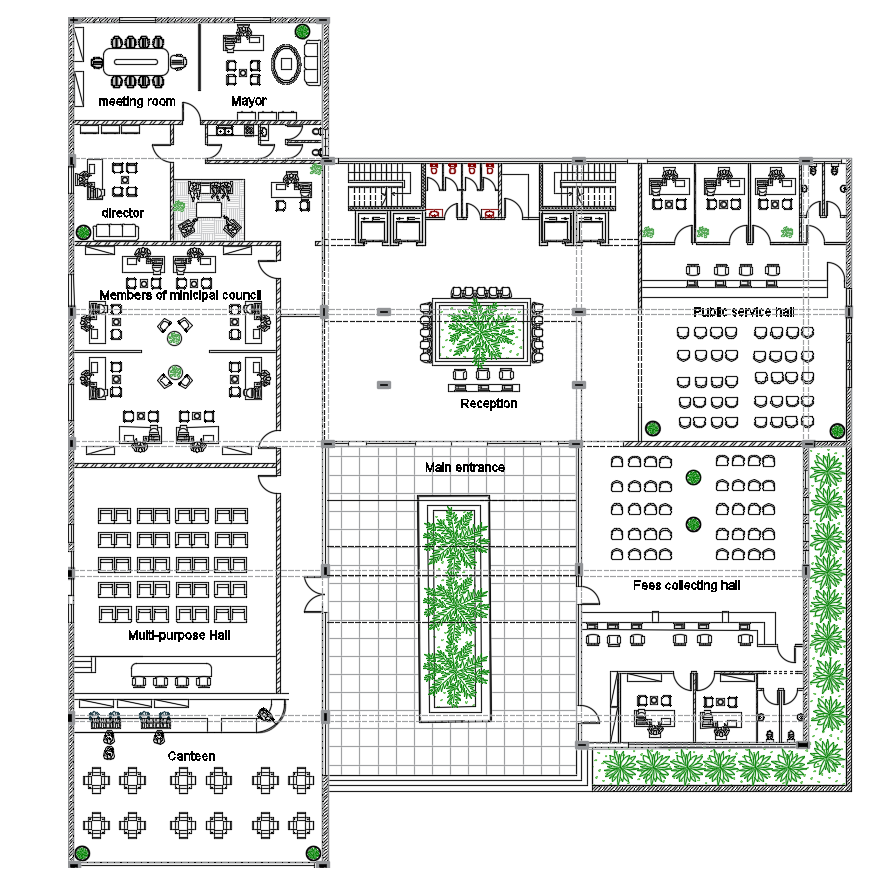 meeting room
Mayor
director
Members of minicipal council
Public service hall
Reception
Main entrance
Fees collecting hall
Multi-purpose Hall
Canteen